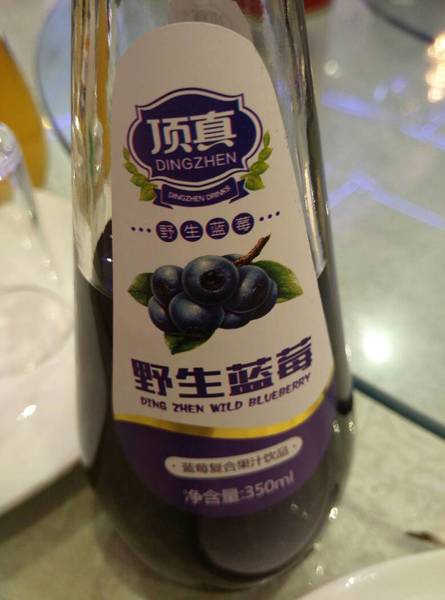 顶真
DINGZHEN
DINGZHEN DRINKS
野生蓝莓
野生蓝莓
DING ZHEN WILD BLUEBERRY
蓝莓复合果汁饮品
净含量:350ml